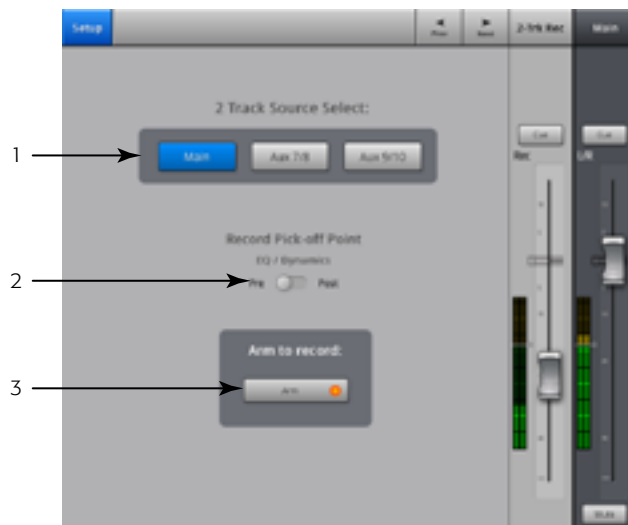 Setup
Prev
Next
2-Trk Rec
Main
2 Track Source Select:
Cut
Cut
Rec
L/R
1
Main
Aux 7/8
Aux 9/10
Record Pick-off Point
EQ / Dynamics
2
Pre
Post
Arm to record:
3
Arm
Mute